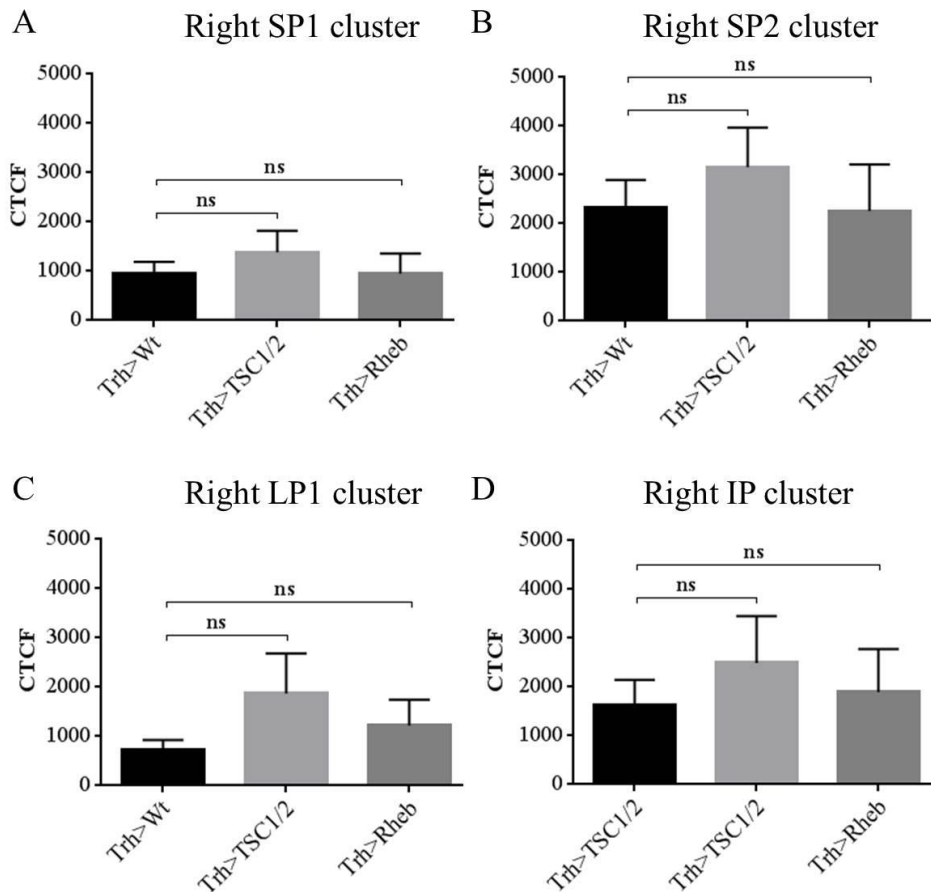 A
Right SP1 cluster
CTCF
5000
4000
3000
2000
1000
0
ns
ns
Trh>Wt
Trh>TSC1/2
Trh>Rheb
B
Right SP2 cluster
CTCF
5000
4000
3000
2000
1000
0
ns
ns
Trh>Wt
Trh>TSC1/2
Trh>Rheb
C
Right LP1 cluster
CTCF
5000
4000
3000
2000
1000
0
ns
ns
Trh>Wt
Trh>TSC1/2
Trh>Rheb
D
Right IP cluster
CTCF
5000
4000
3000
2000
1000
0
ns
ns
Trh>TSC1/2
Trh>TSC1/2
Trh>Rheb